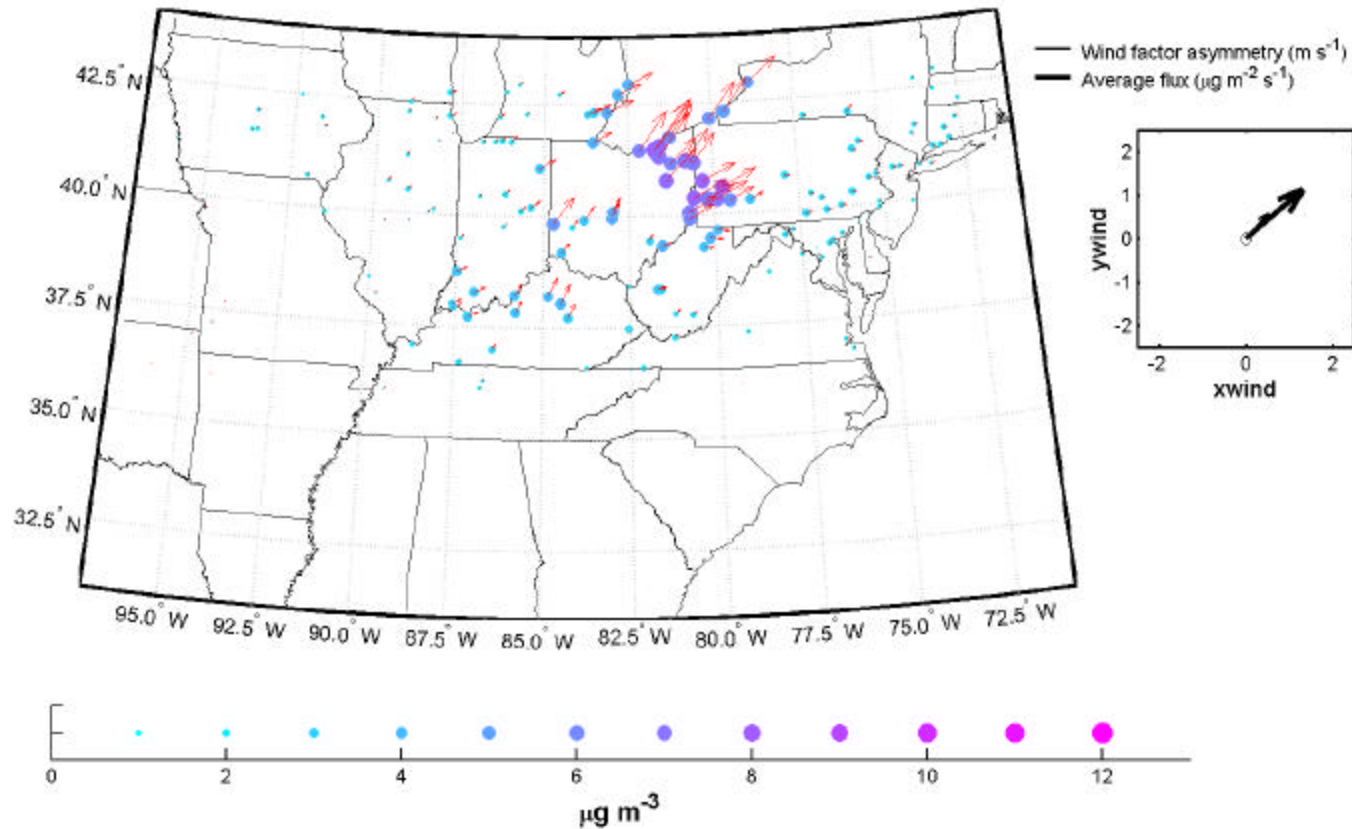 42.5° N
40.0° N
37.5° N
35.0° N
32.5° N
95.0° W 92.5° W 90.0° W 87.5° W 85.0° W 82.5° W 80.0° W 77.5° W 75.0° W 72.5° W
Wind factor asymmetry (m s⁻¹)
Average flux (μg m⁻² s⁻¹)
2
1
0
-1
-2
ywind
-2 0 2
xwind
0 2 4 6 8 10 12
μg m⁻³